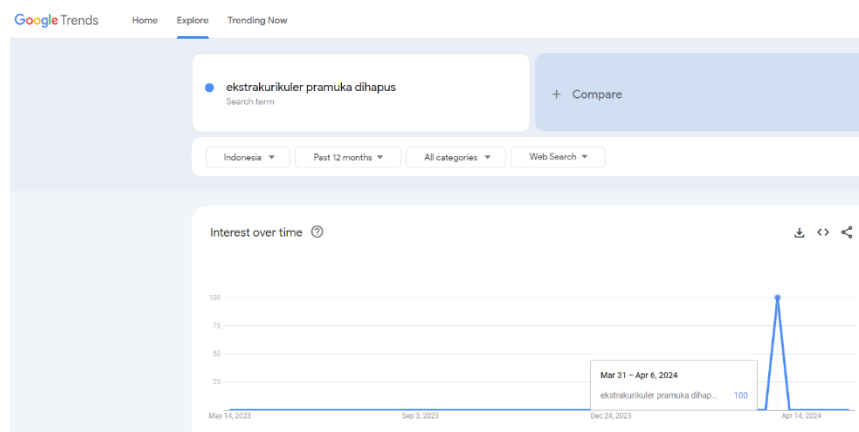 Google Trends Home Explore Trending Now
ekstrakurikuler pramuka dihapus
Search term
+ Compare
Indonesia Past 12 months All categories Web Search
Interest over time
100
75
50
25
Mar 31 – Apr 6, 2024
ekstrakurikuler pramuka dihap... 100
May 14, 2023 Sep 3, 2023 Dec 24, 2023 Apr 14, 2024